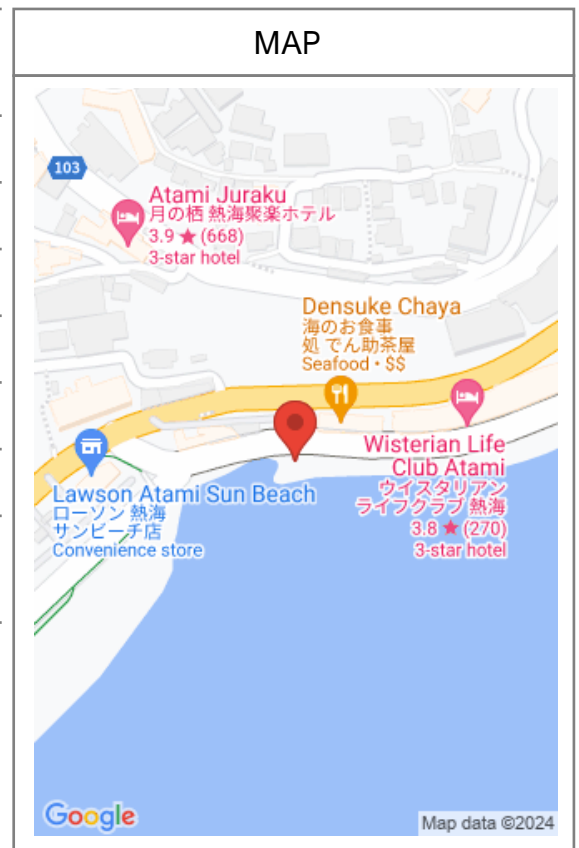 MAP
103
Atami Juraku
月の栖 熱海聚楽ホテル
3.9 ★ (668)
3-star hotel
Densuke Chaya
海のお食事
処 でん助茶屋
Seafood • $$
Wisterian Life
Club Atami
ウイスタリアン
ライフクラブ 熱海
3.8 ★ (270)
3-star hotel
Lawson Atami Sun Beach
ローソン 熱海
サンビーチ店
Convenience store
Google
Map data ©2024